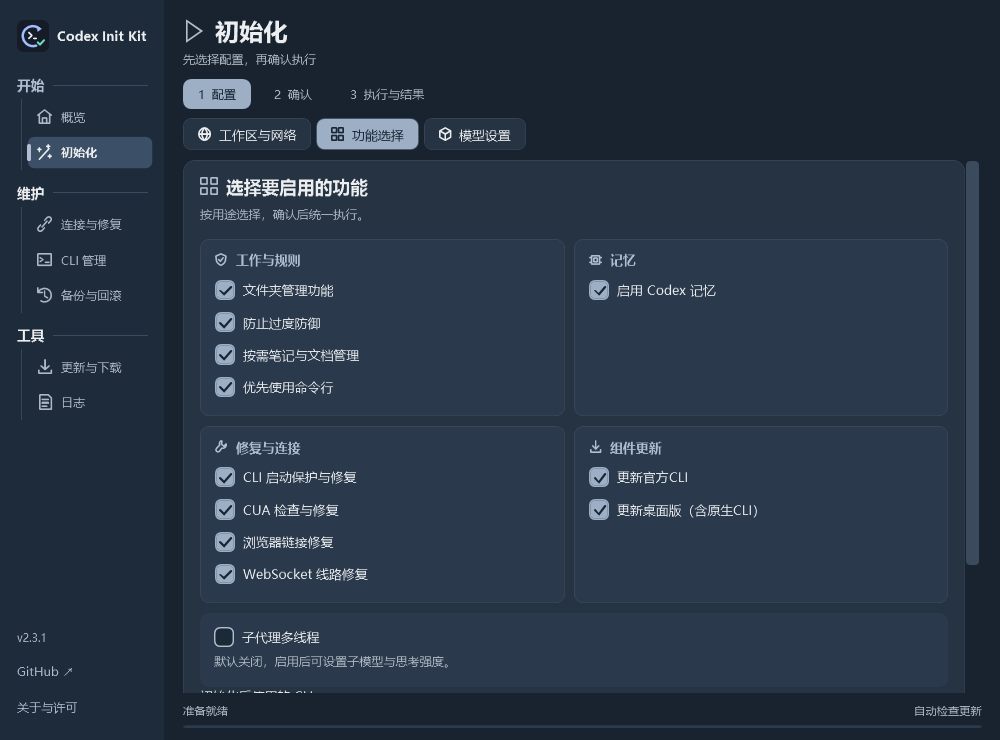 Codex Init Kit
开始
概览
初始化
维护
连接与修复
CLI 管理
备份与回滚
工具
更新与下载
日志
v2.3.1
GitHub ↗
关于与许可
初始化
先选择配置，再确认执行
1 配置
2 确认
3 执行与结果
工作区与网络
功能选择
模型设置
选择要启用的功能
按用途选择，确认后统一执行。
工作与规则
文件夹管理功能
防止过度防御
按需笔记与文档管理
优先使用命令行
记忆
启用 Codex 记忆
修复与连接
CLI 启动保护与修复
CUA 检查与修复
浏览器链接修复
WebSocket 线路修复
组件更新
更新官方CLI
更新桌面版（含原生CLI）
子代理多线程
默认关闭，启用后可设置子模型与思考强度。
准备就绪
自动检查更新